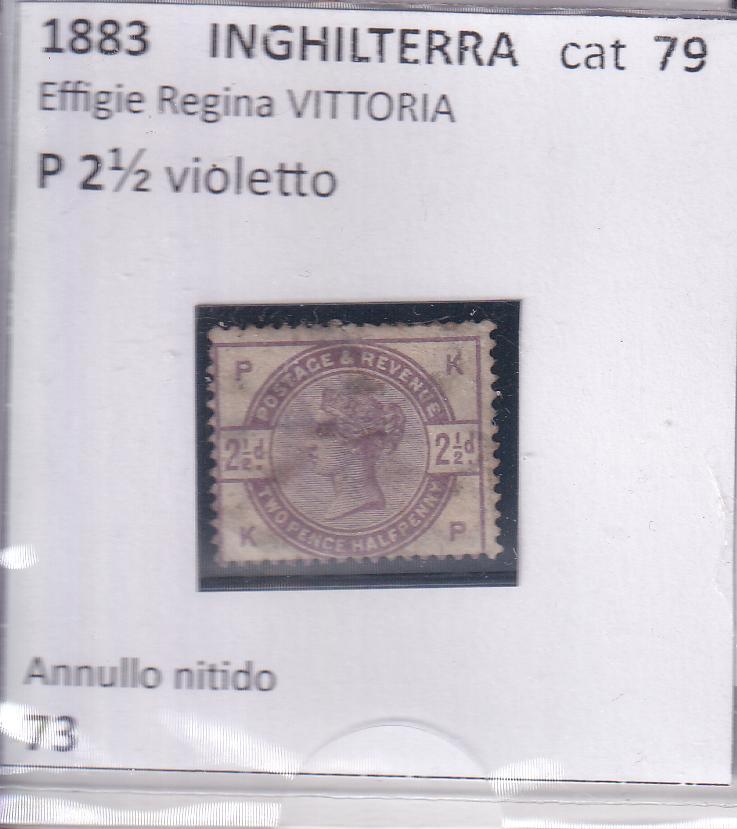 1883 INGHILTERRA cat 79
Effigie Regina VITTORIA
P 2½ violetto
P K
POSTAGE & REVENUE
2½d. 2½d.
TWO PENCE HALFPENNY
K P
Annullo nitido
73